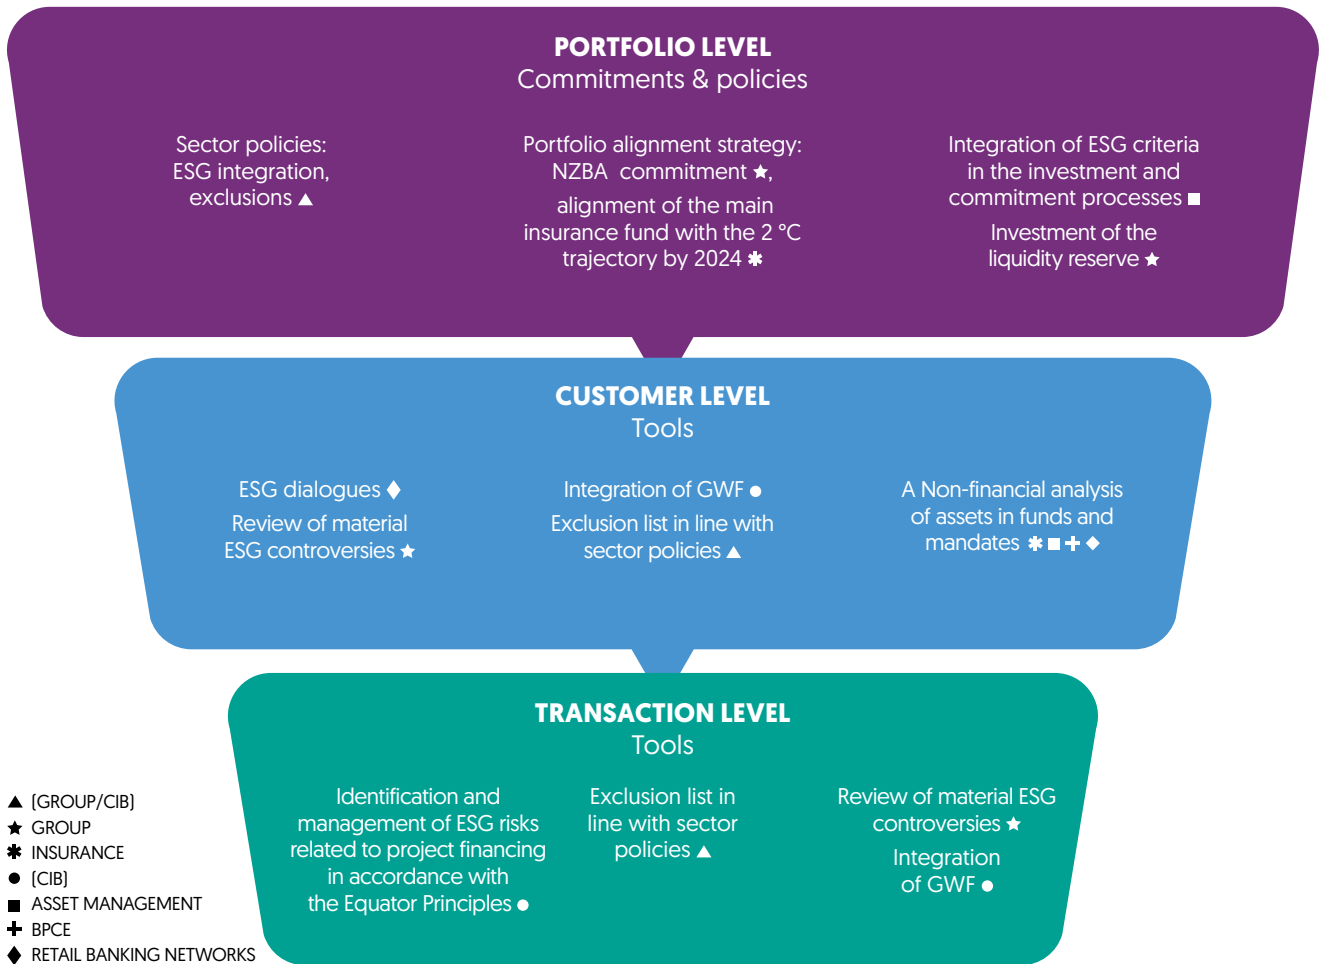 PORTFOLIO LEVEL
Commitments & policies
Sector policies:
ESG integration,
exclusions ▲
Portfolio alignment strategy:
NZBA commitment ★,
alignment of the main
insurance fund with the 2 °C
trajectory by 2024 ✱
Integration of ESG criteria
in the investment and
commitment processes ■
Investment of the
liquidity reserve ★
CUSTOMER LEVEL
Tools
ESG dialogues ♦
Review of material
ESG controversies ★
Integration of GWF ●
Exclusion list in line with
sector policies ▲
A Non-financial analysis
of assets in funds and
mandates ✱ ■ ✚ ♦
TRANSACTION LEVEL
Tools
Identification and
management of ESG risks
related to project financing
in accordance with
the Equator Principles ●
Exclusion list in
line with sector
policies ▲
Review of material ESG
controversies ★
Integration
of GWF ●
▲ (GROUP/CIB)
★ GROUP
✱ INSURANCE
● (CIB)
■ ASSET MANAGEMENT
✚ BPCE
♦ RETAIL BANKING NETWORKS